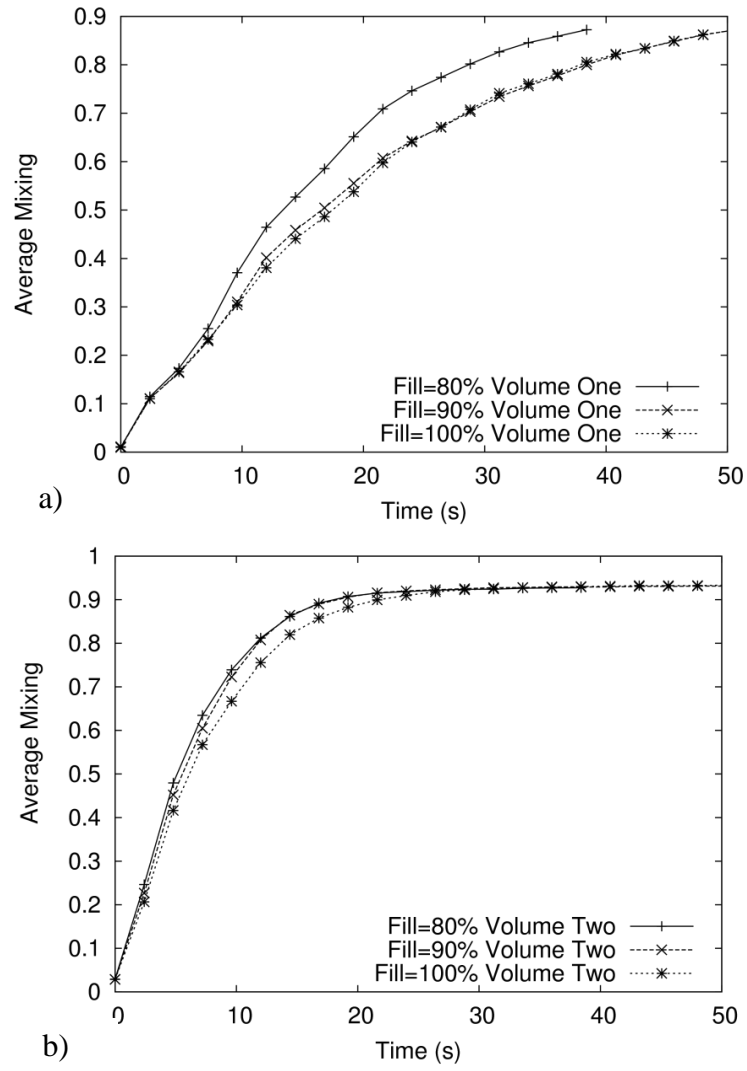 0.9
0.8
0.7
0.6
0.5
0.4
0.3
0.2
0.1
0
Average Mixing
Fill=80% Volume One
Fill=90% Volume One
Fill=100% Volume One
0 10 20 30 40 50
Time (s)
a)
1
0.9
0.8
0.7
0.6
0.5
0.4
0.3
0.2
0.1
0
Average Mixing
Fill=80% Volume Two
Fill=90% Volume Two
Fill=100% Volume Two
0 10 20 30 40 50
Time (s)
b)